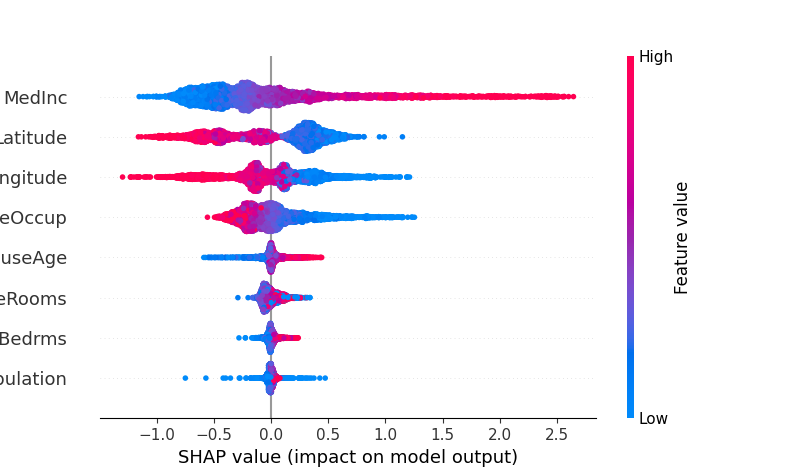 High
MedInc
Latitude
ngitude
eOccup
useAge
eRooms
Bedrms
pulation
Low
Feature value
−1.0 −0.5 0.0 0.5 1.0 1.5 2.0 2.5
SHAP value (impact on model output)